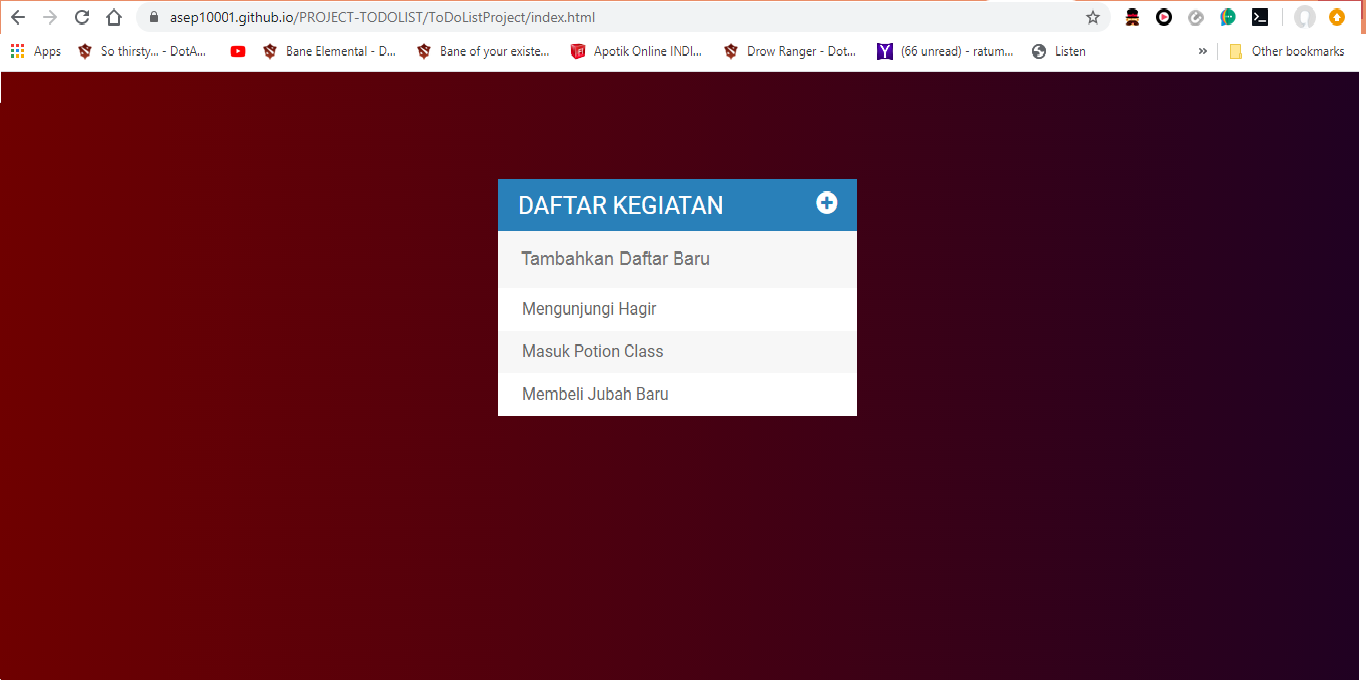 asep10001.github.io/PROJECT-TODOLIST/ToDoListProject/index.html
Apps So thirsty... - DotA... Bane Elemental - D... Bane of your existe... Apotik Online INDI... Drow Ranger - Dot... (66 unread) - ratum... Listen » Other bookmarks
DAFTAR KEGIATAN
Tambahkan Daftar Baru
Mengunjungi Hagir
Masuk Potion Class
Membeli Jubah Baru